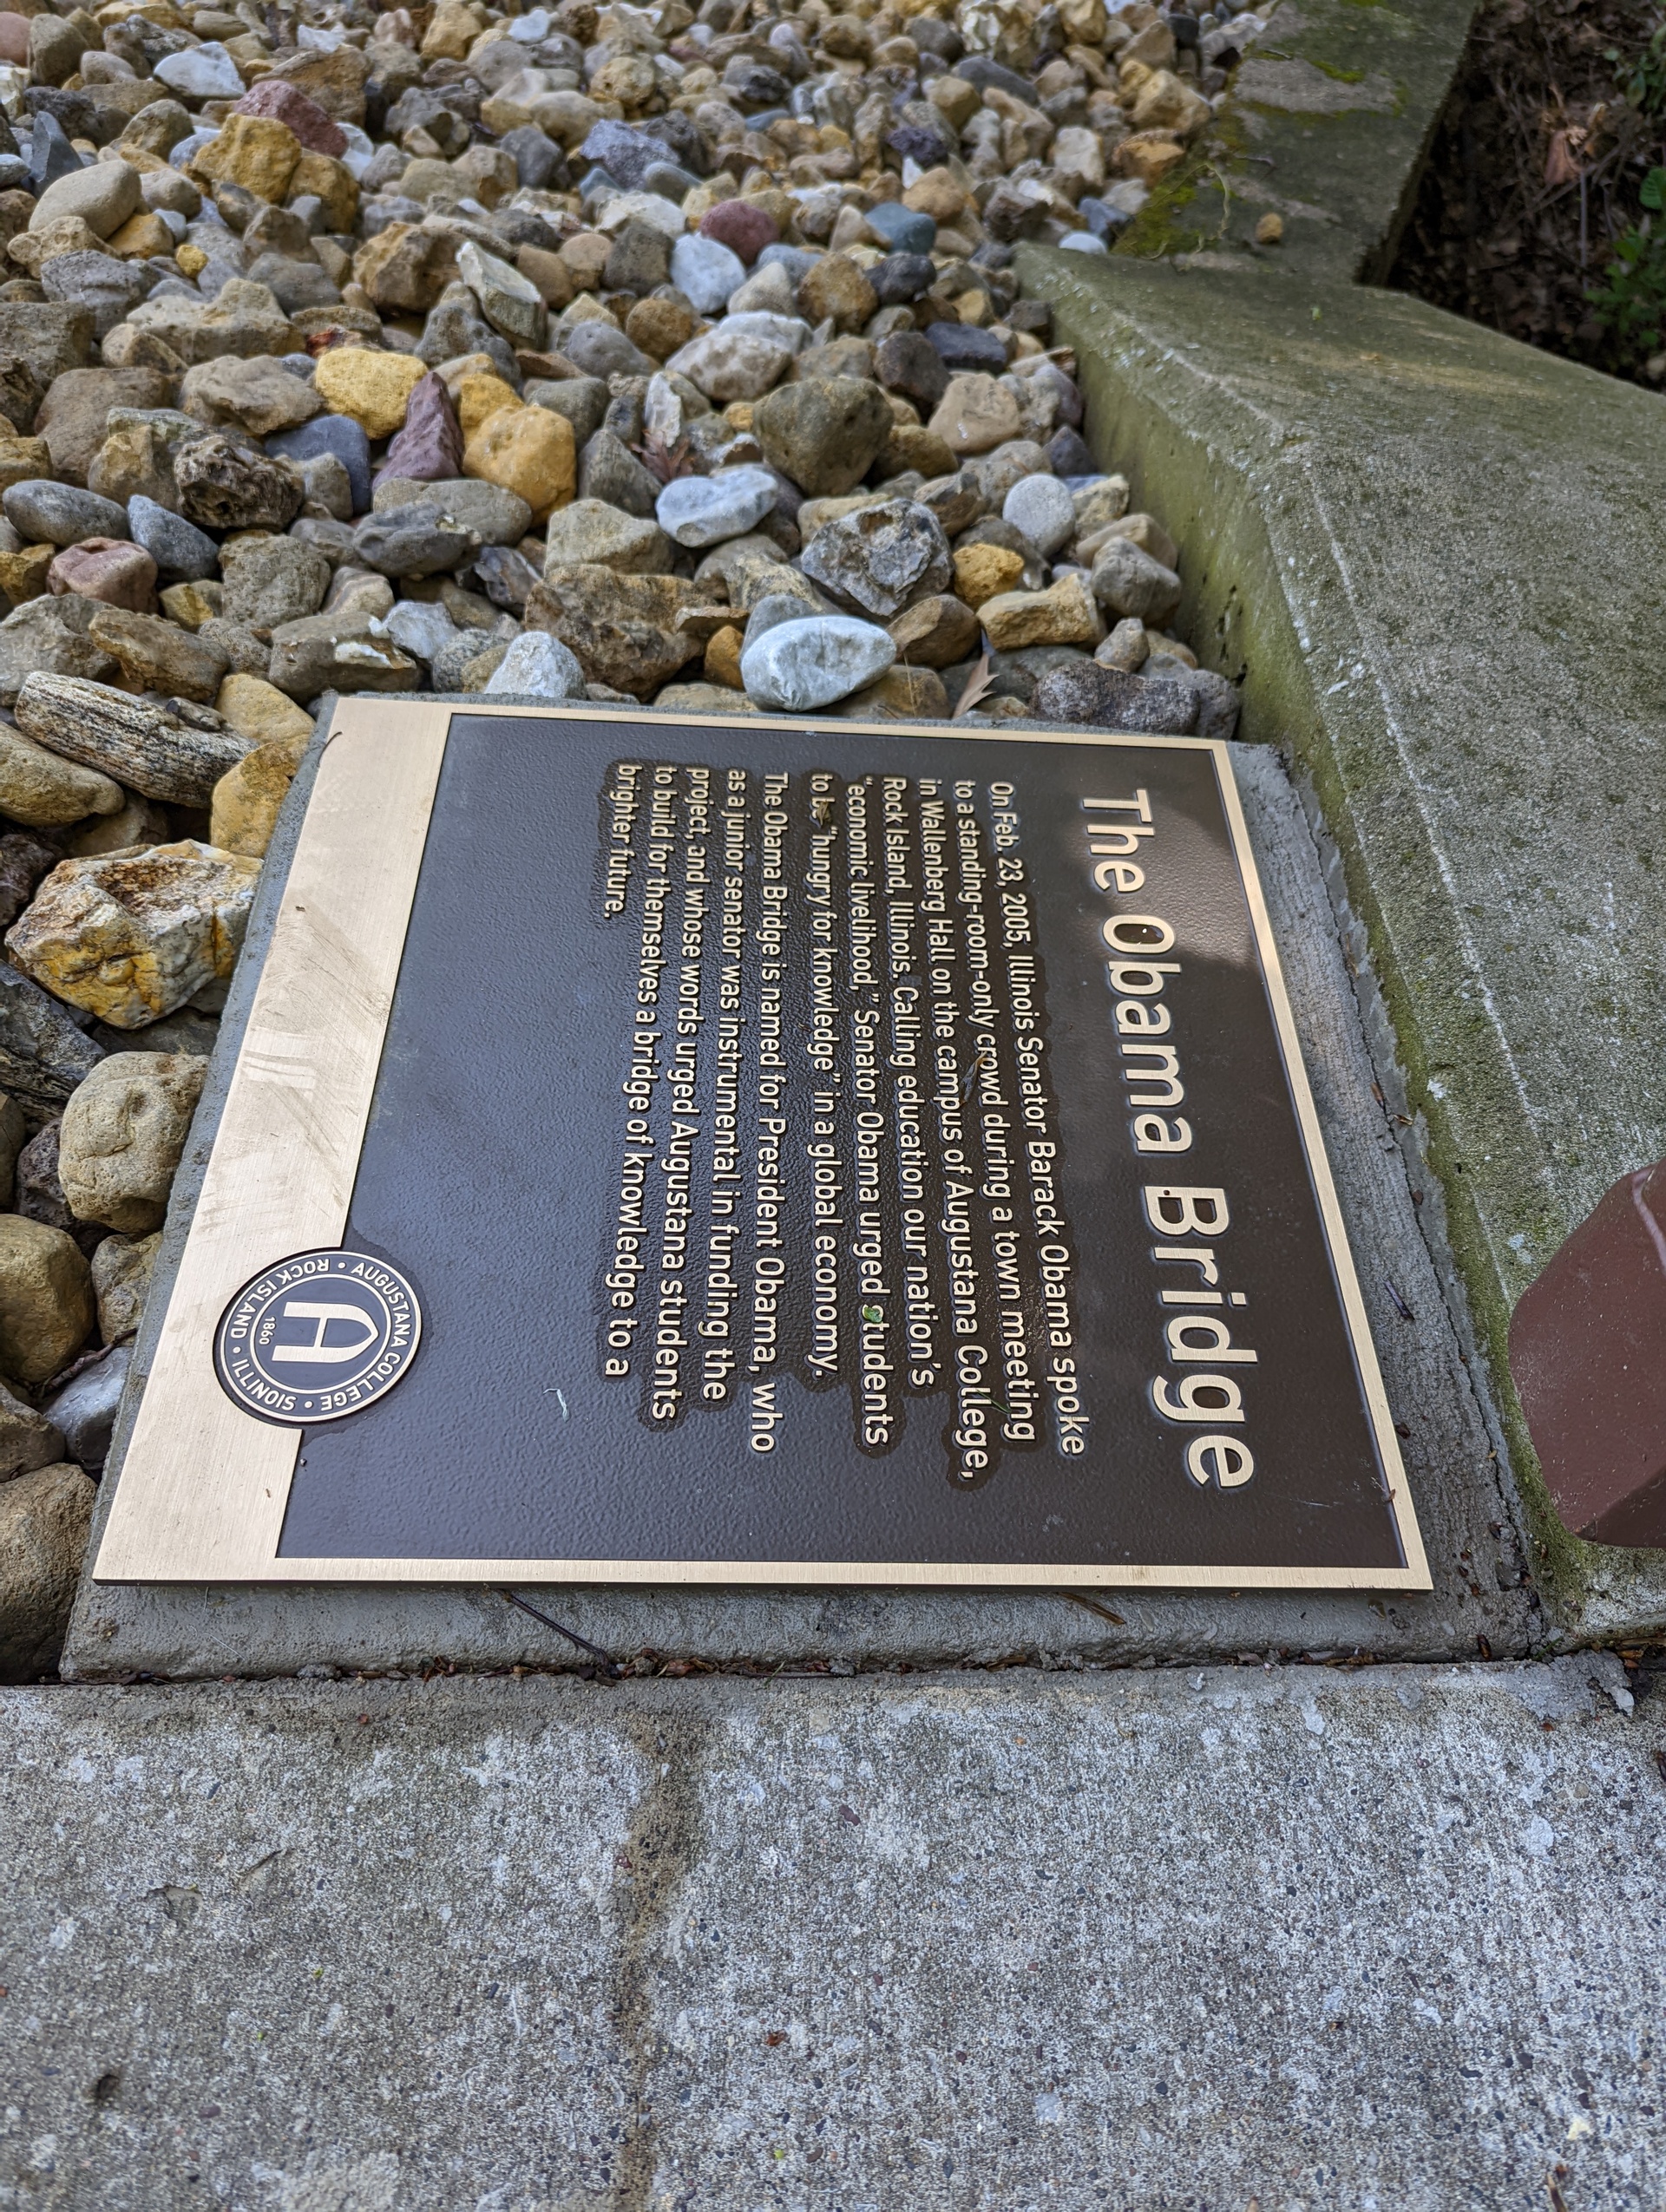 The Obama Bridge
On Feb. 23, 2005, Illinois Senator Barack Obama spoke
to a standing-room-only crowd during a town meeting
in Wallenberg Hall on the campus of Augustana College,
Rock Island, Illinois. Calling education our nation's
"economic livelihood," Senator Obama urged students
to be "hungry for knowledge" in a global economy.
The Obama Bridge is named for President Obama, who
as a junior senator was instrumental in funding the
project, and whose words urged Augustana students
to build for themselves a bridge of knowledge to a
brighter future.
AUGUSTANA COLLEGE • ROCK ISLAND • ILLINOIS •
A
1860